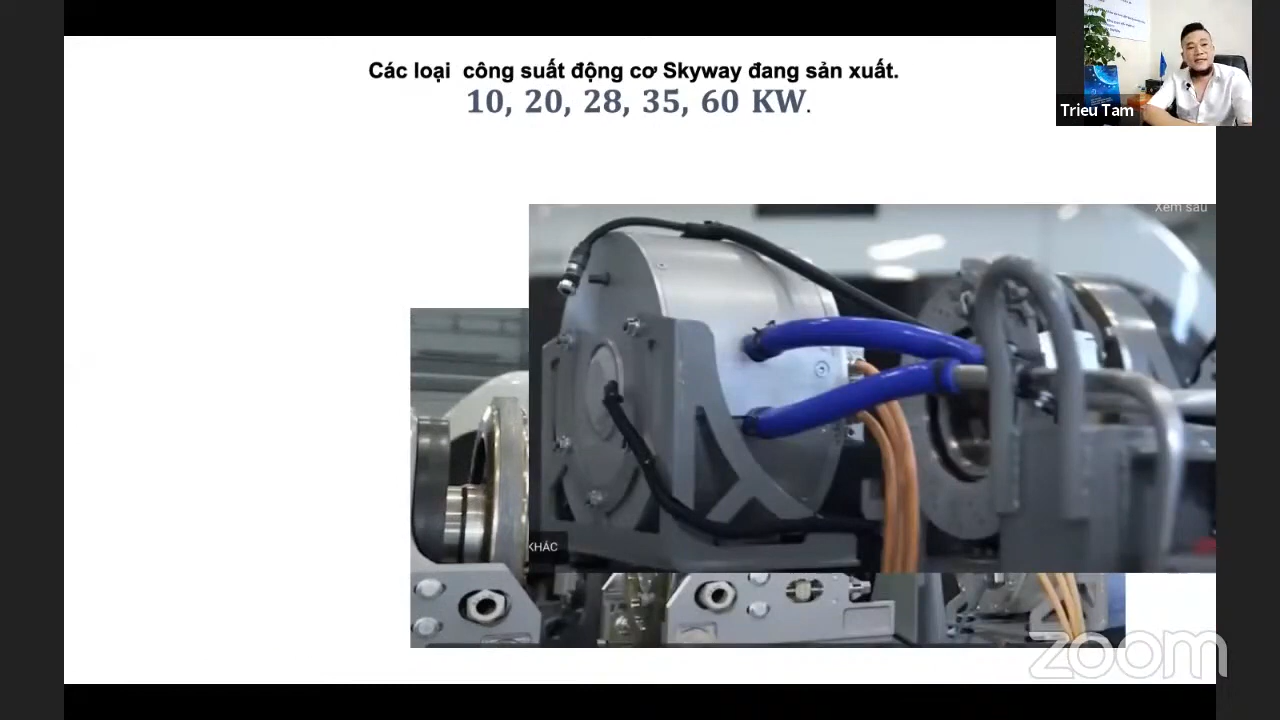 Các loại  công suất động cơ Skyway đang sản xuất.
10, 20, 28, 35, 60 KW.
Trieu Tam
Xem sau
KHÁC
zoom